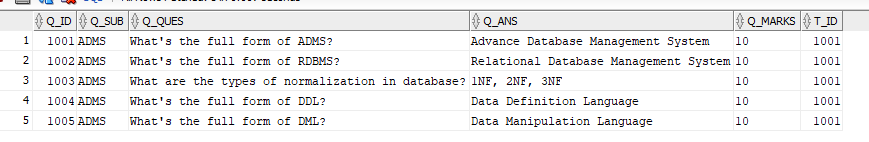 Q_ID Q_SUB Q_QUES Q_ANS Q_MARKS T_ID
1 1001 ADMS What's the full form of ADMS? Advance Database Management System 10 1001
2 1002 ADMS What's the full form of RDBMS? Relational Database Management System 10 1001
3 1003 ADMS What are the types of normalization in database? 1NF, 2NF, 3NF 10 1001
4 1004 ADMS What's the full form of DDL? Data Definition Language 10 1001
5 1005 ADMS What's the full form of DML? Data Manipulation Language 10 1001